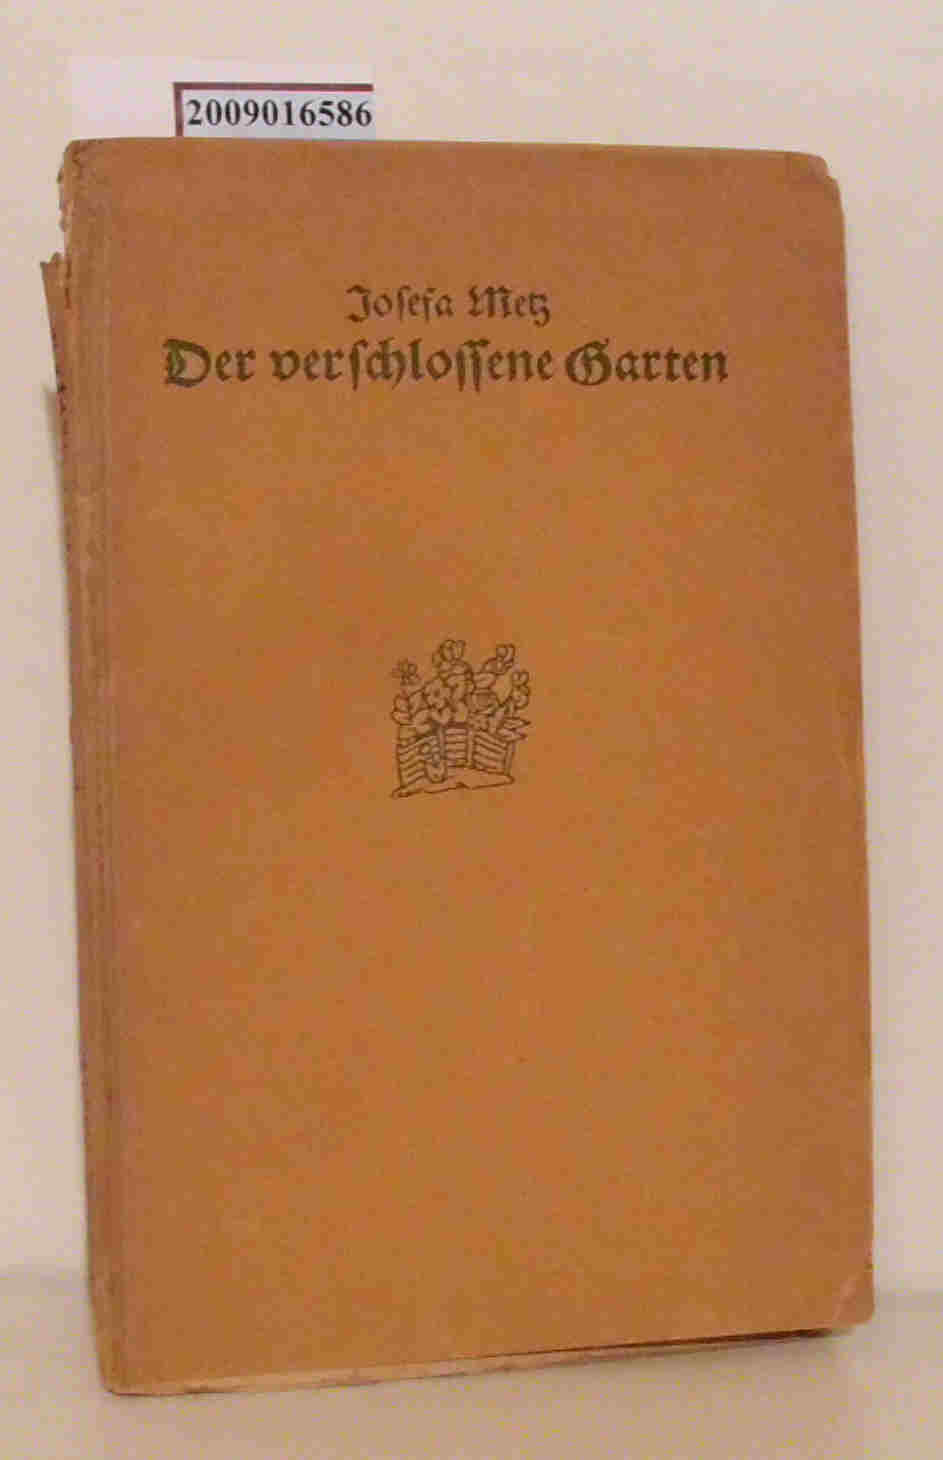 2009016586
Joſefa Metz
Der verſchloſſene Garten